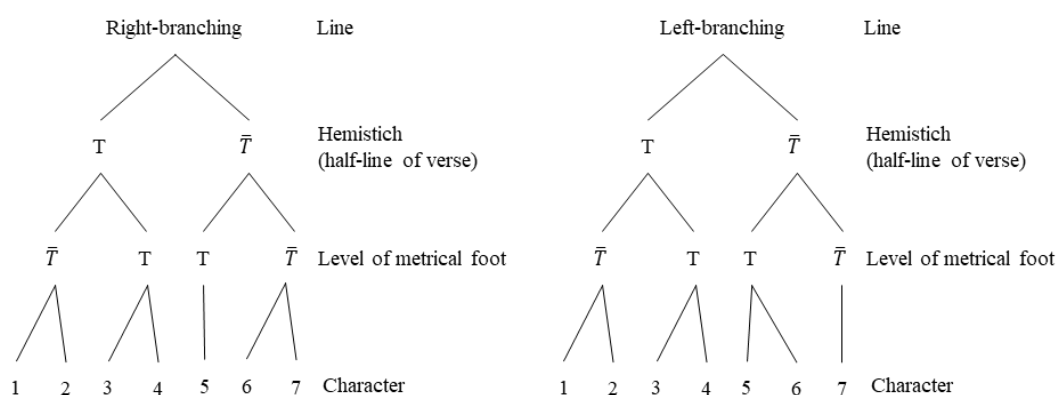 Right-branching Line Left-branching Line
T T̄ Hemistich (half-line of verse) T T̄ Hemistich (half-line of verse)
T̄ T T T̄ Level of metrical foot T̄ T T T̄ Level of metrical foot
1 2 3 4 5 6 7 Character 1 2 3 4 5 6 7 Character